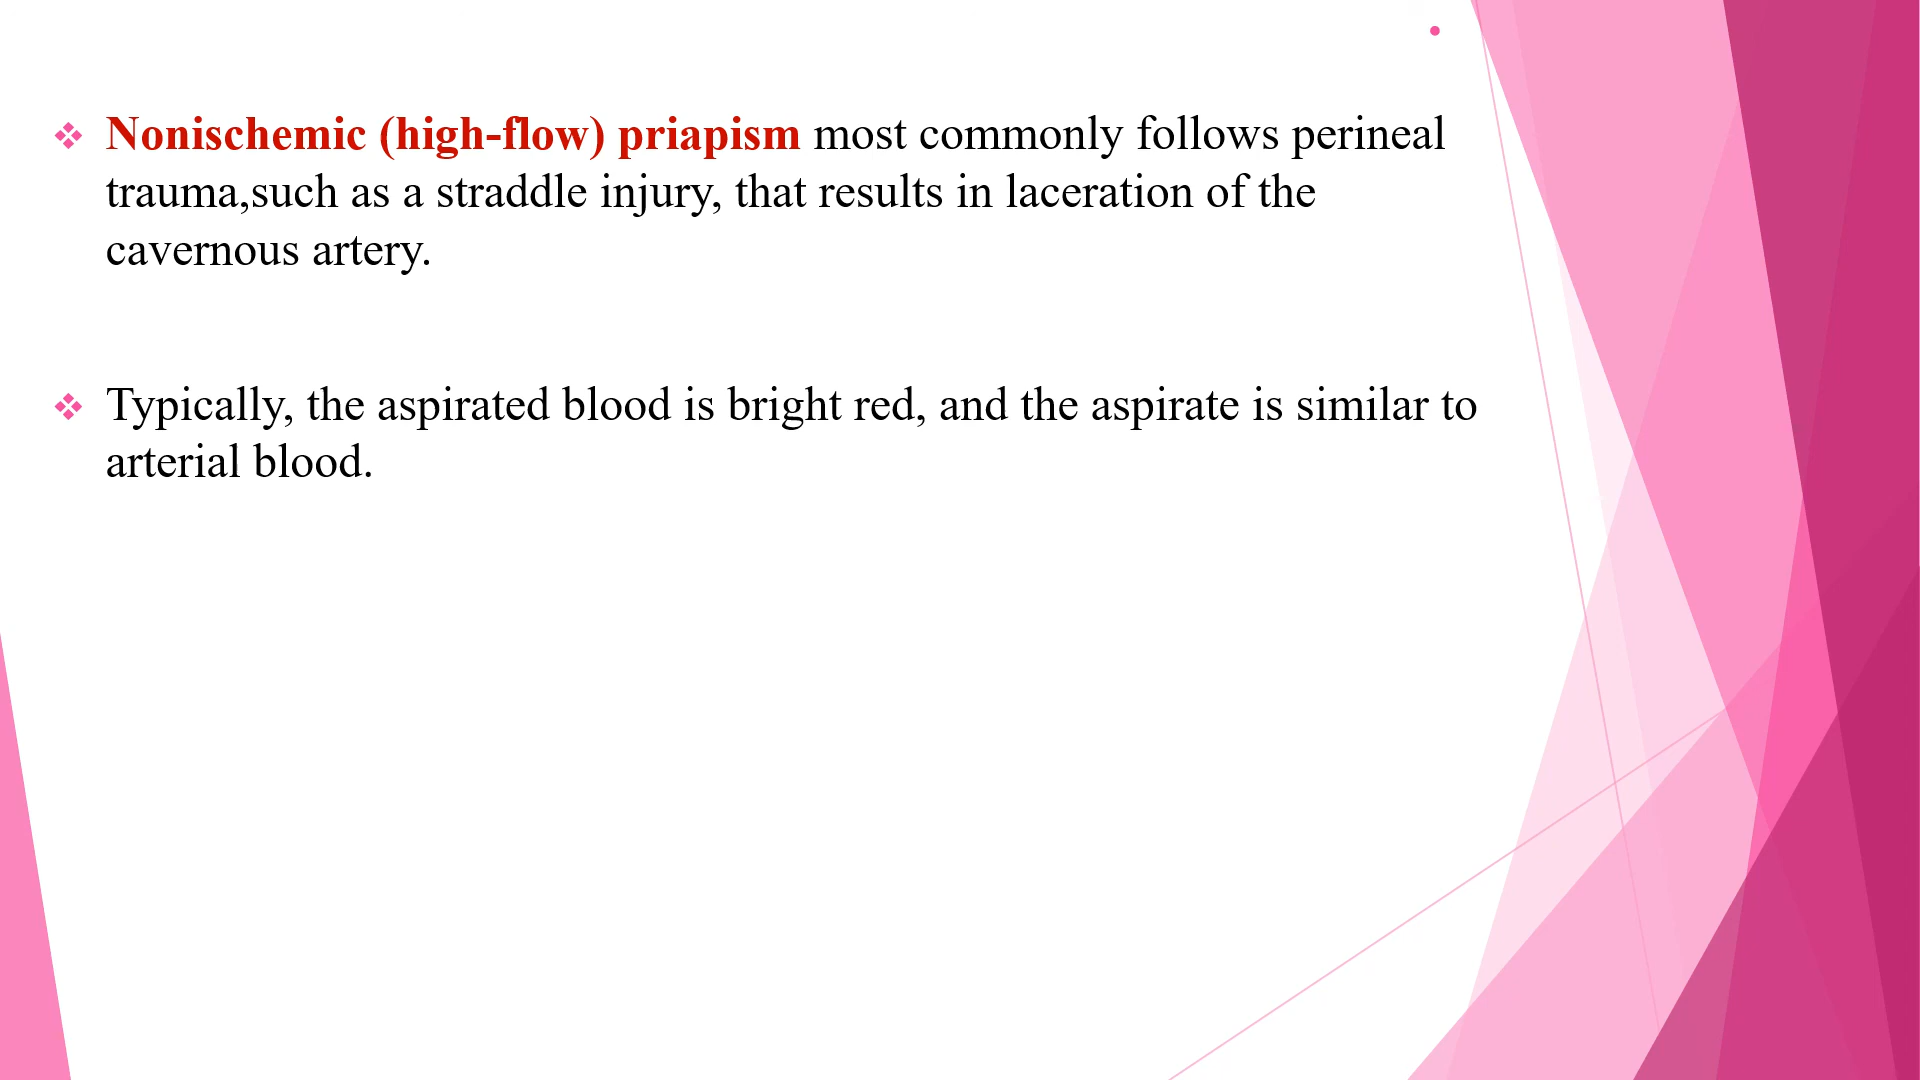 Nonischemic (high-flow) priapism most commonly follows perineal
trauma,such as a straddle injury, that results in laceration of the
cavernous artery.
Typically, the aspirated blood is bright red, and the aspirate is similar to
arterial blood.